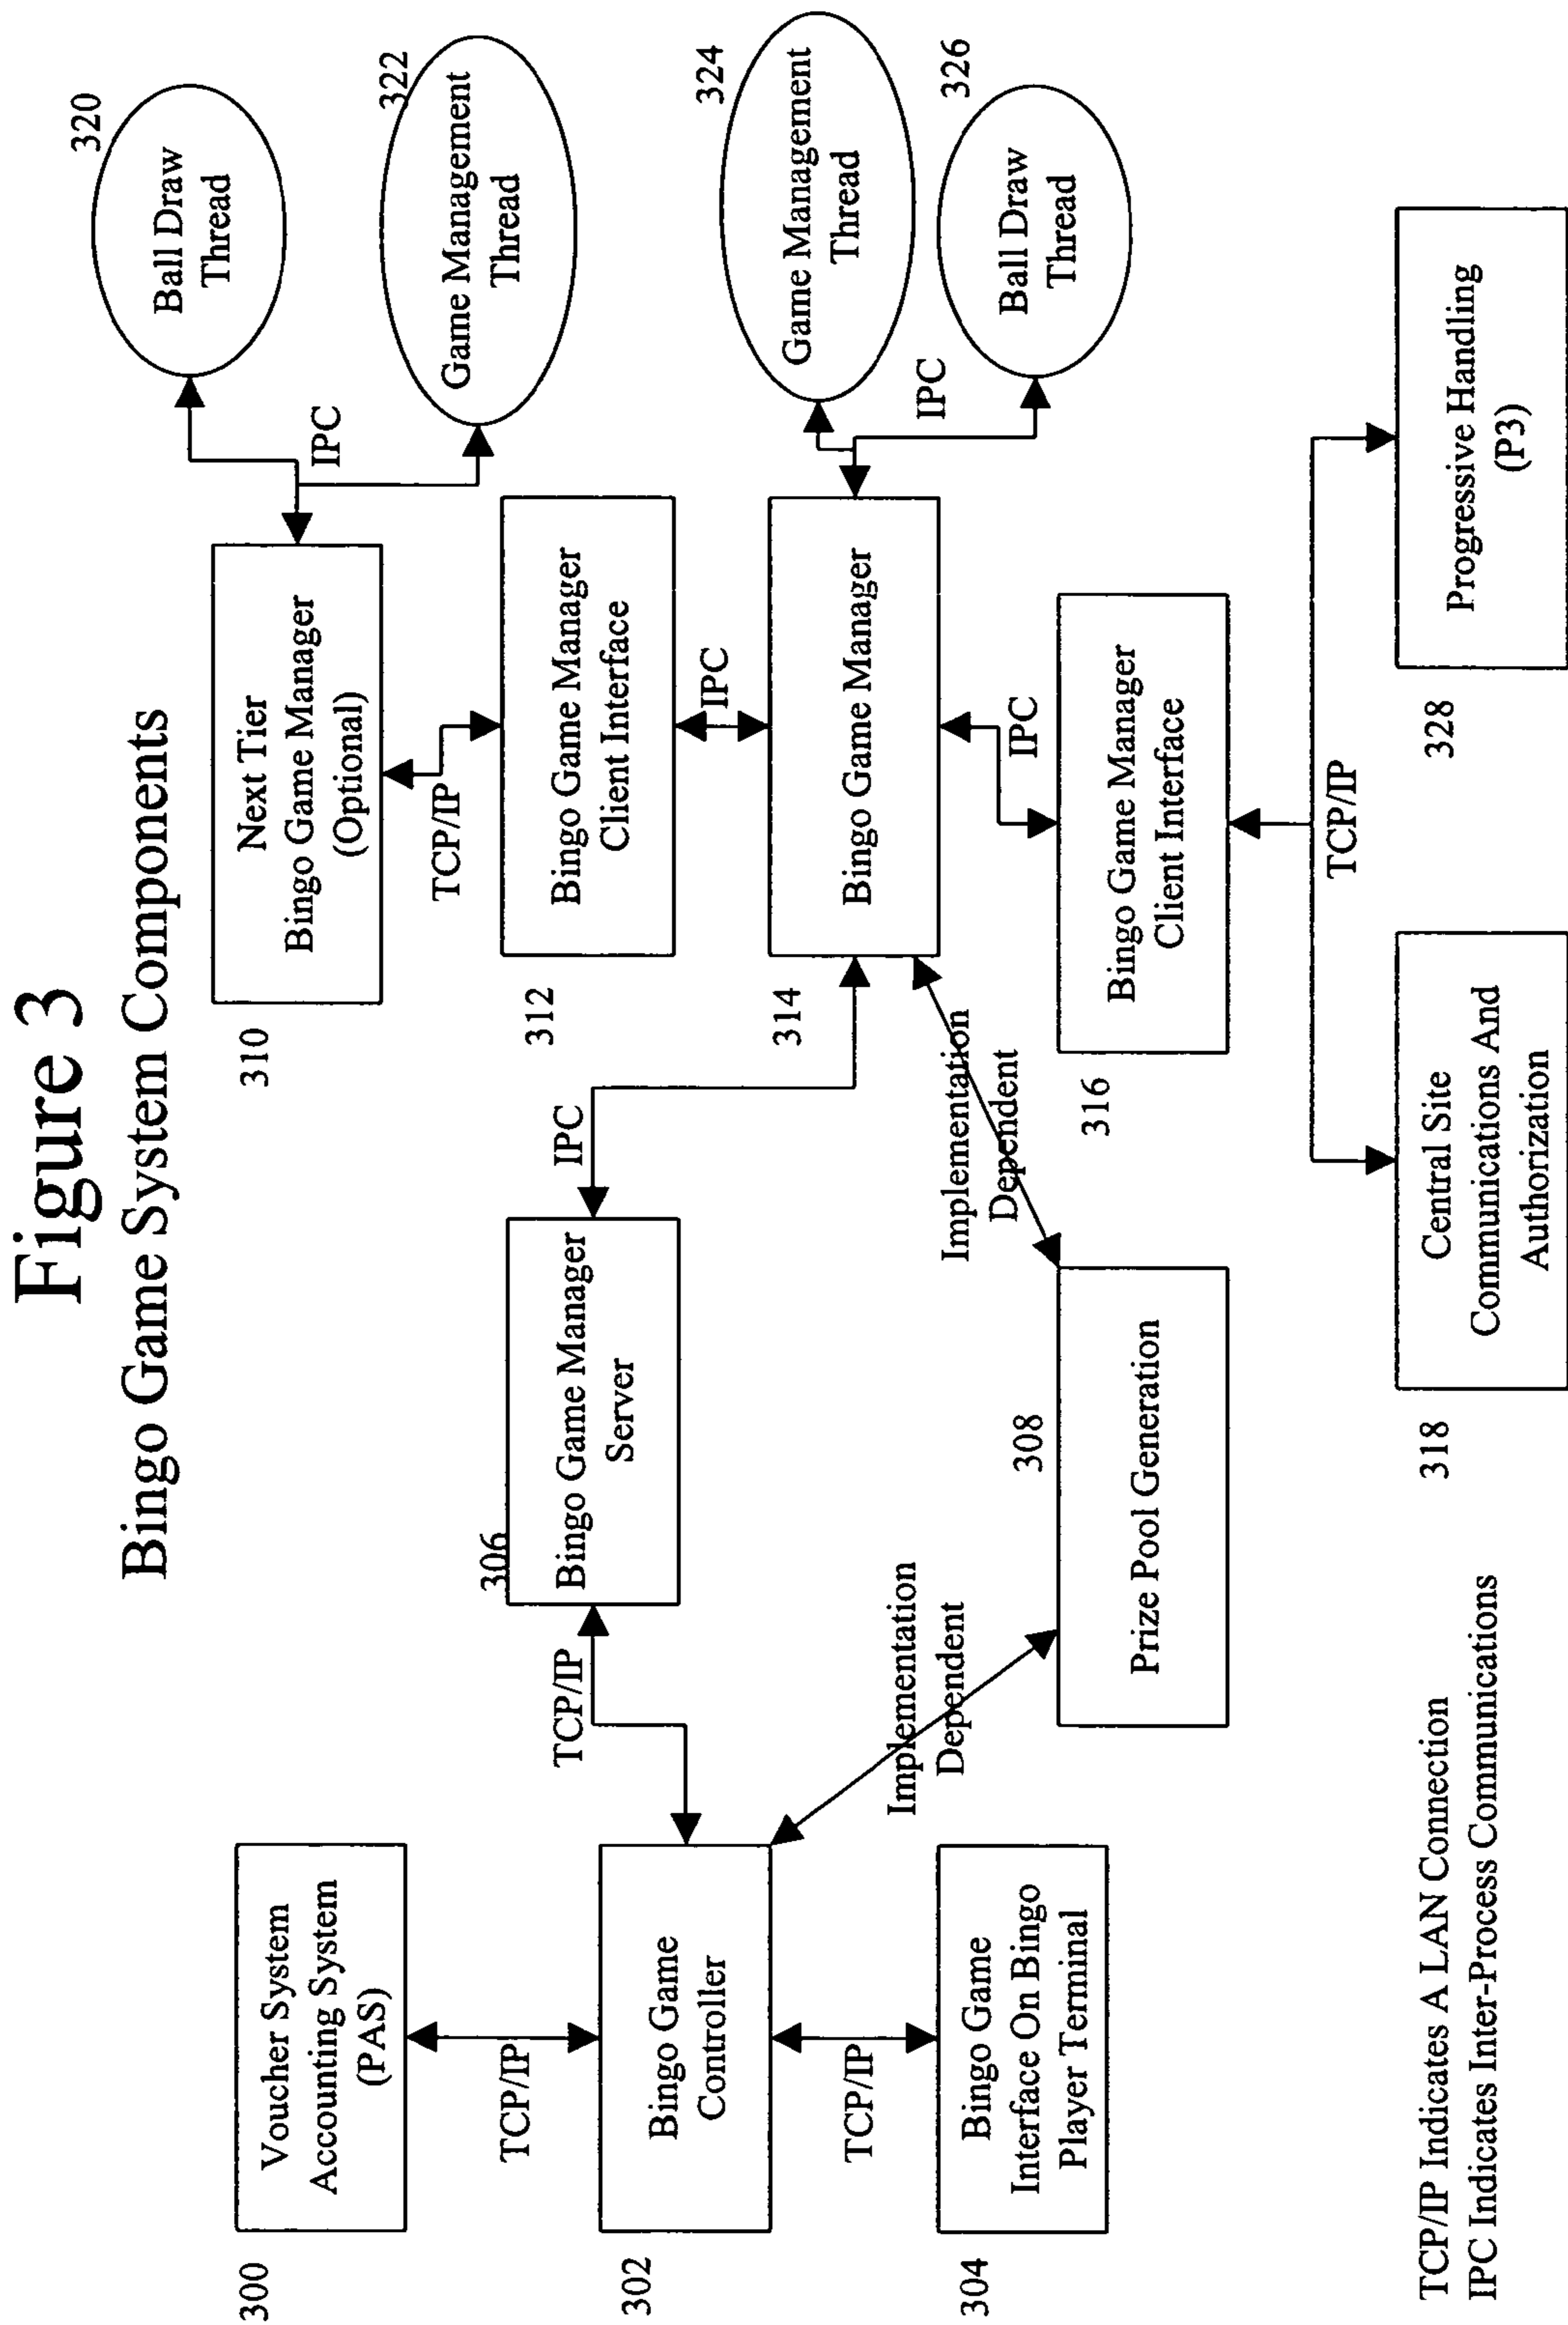 Figure 3
Bingo Game System Components
300
Voucher System
Accounting System
(PAS)
TCP/IP
302
Bingo Game
Controller
TCP/IP
304
Bingo Game
Interface On Bingo
Player Terminal
TCP/IP
306
Bingo Game Manager
Server
IPC
Implementation
Dependent
308
Prize Pool Generation
Implementation
Dependent
310
Next Tier
Bingo Game Manager
(Optional)
TCP/IP
312
Bingo Game Manager
Client Interface
IPC
314
Bingo Game Manager
IPC
316
Bingo Game Manager
Client Interface
TCP/IP
318
Central Site
Communications And
Authorization
320
Ball Draw
Thread
IPC
322
Game Management
Thread
324
Game Management
Thread
IPC
326
Ball Draw
Thread
328
Progressive Handling
(P3)
TCP/IP Indicates A LAN Connection
IPC Indicates Inter-Process Communications